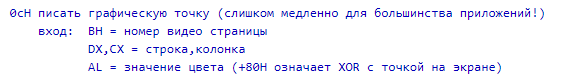 0cH писать графическую точку (слишком медленно для большинства приложений!)
вход: BH = номер видео страницы
DX,CX = строка,колонка
AL = значение цвета (+80H означает XOR с точкой на экране)